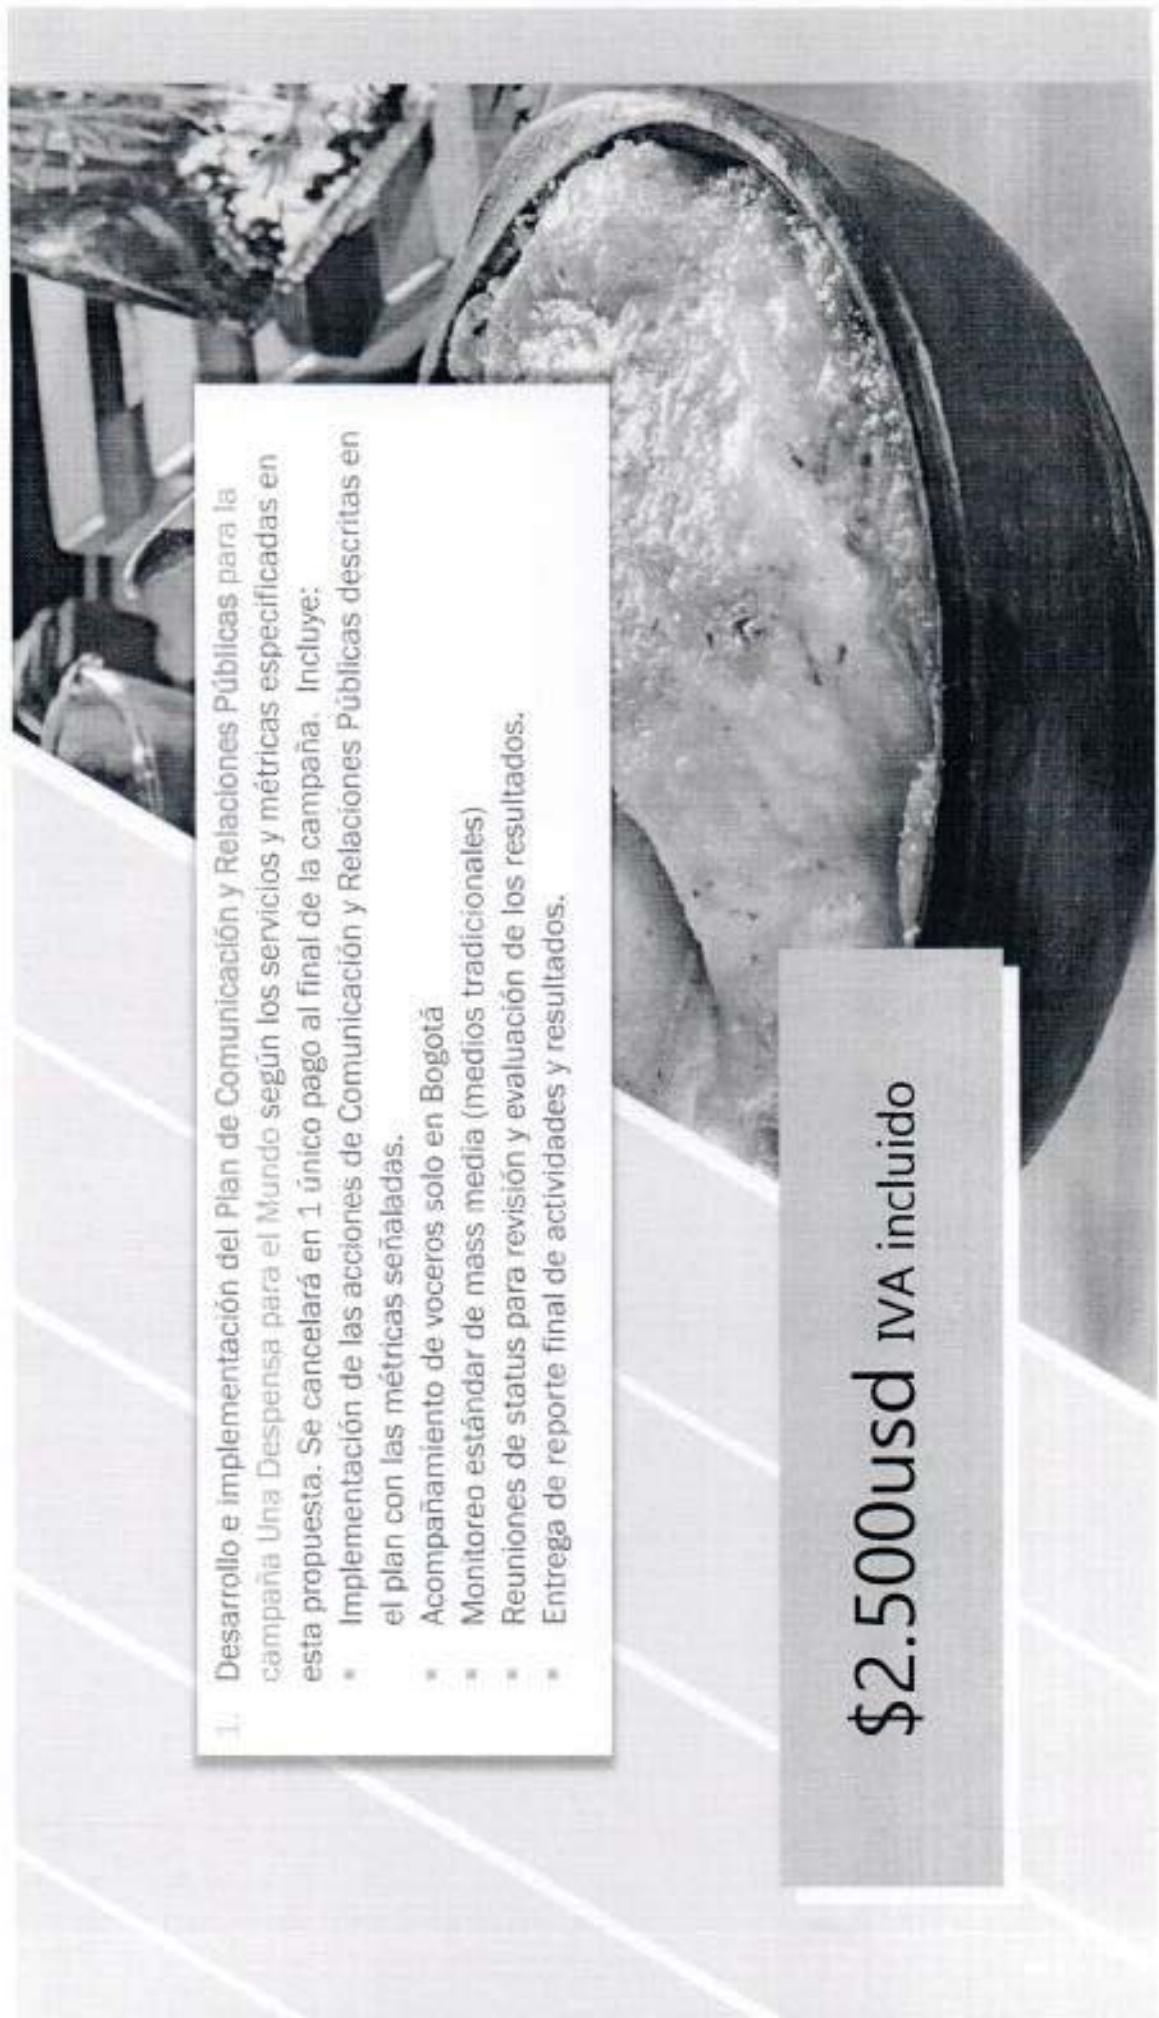 1. Desarrollo e implementación del Plan de Comunicación y Relaciones Públicas para la
campaña Una Despensa para el Mundo según los servicios y métricas especificadas en
esta propuesta. Se cancelará en 1 único pago al final de la campaña. Incluye:
• Implementación de las acciones de Comunicación y Relaciones Públicas descritas en
el plan con las métricas señaladas.
• Acompañamiento de voceros solo en Bogotá
• Monitoreo estándar de mass media (medios tradicionales)
• Reuniones de status para revisión y evaluación de los resultados.
• Entrega de reporte final de actividades y resultados.
$2.500usd IVA incluido